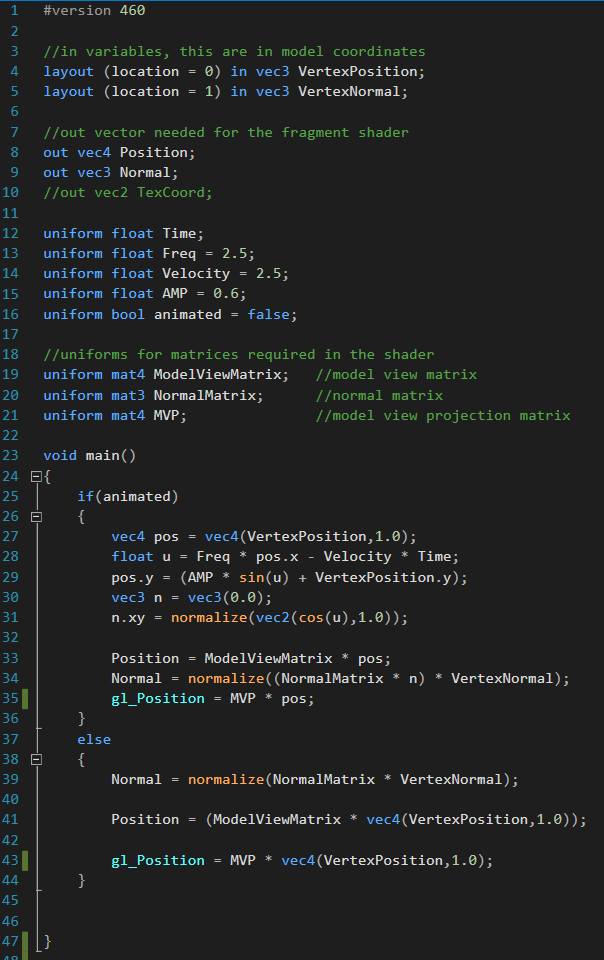 1 #version 460
2
3 //in variables, this are in model coordinates
4 layout (location = 0) in vec3 VertexPosition;
5 layout (location = 1) in vec3 VertexNormal;
6
7 //out vector needed for the fragment shader
8 out vec4 Position;
9 out vec3 Normal;
10 //out vec2 TexCoord;
11
12 uniform float Time;
13 uniform float Freq = 2.5;
14 uniform float Velocity = 2.5;
15 uniform float AMP = 0.6;
16 uniform bool animated = false;
17
18 //uniforms for matrices required in the shader
19 uniform mat4 ModelViewMatrix;   //model view matrix
20 uniform mat3 NormalMatrix;      //normal matrix
21 uniform mat4 MVP;               //model view projection matrix
22
23 void main()
24 {
25     if(animated)
26     {
27         vec4 pos = vec4(VertexPosition,1.0);
28         float u = Freq * pos.x - Velocity * Time;
29         pos.y = (AMP * sin(u) + VertexPosition.y);
30         vec3 n = vec3(0.0);
31         n.xy = normalize(vec2(cos(u),1.0));
32
33         Position = ModelViewMatrix * pos;
34         Normal = normalize((NormalMatrix * n) * VertexNormal);
35         gl_Position = MVP * pos;
36     }
37     else
38     {
39         Normal = normalize(NormalMatrix * VertexNormal);
40
41         Position = (ModelViewMatrix * vec4(VertexPosition,1.0));
42
43         gl_Position = MVP * vec4(VertexPosition,1.0);
44     }
45
46
47 }
48